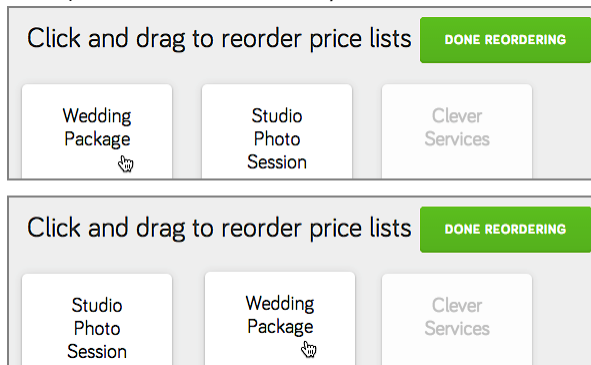 Click and drag to reorder price lists
DONE REORDERING
Wedding
Package
Studio
Photo
Session
Clever
Services
Click and drag to reorder price lists
DONE REORDERING
Studio
Photo
Session
Wedding
Package
Clever
Services